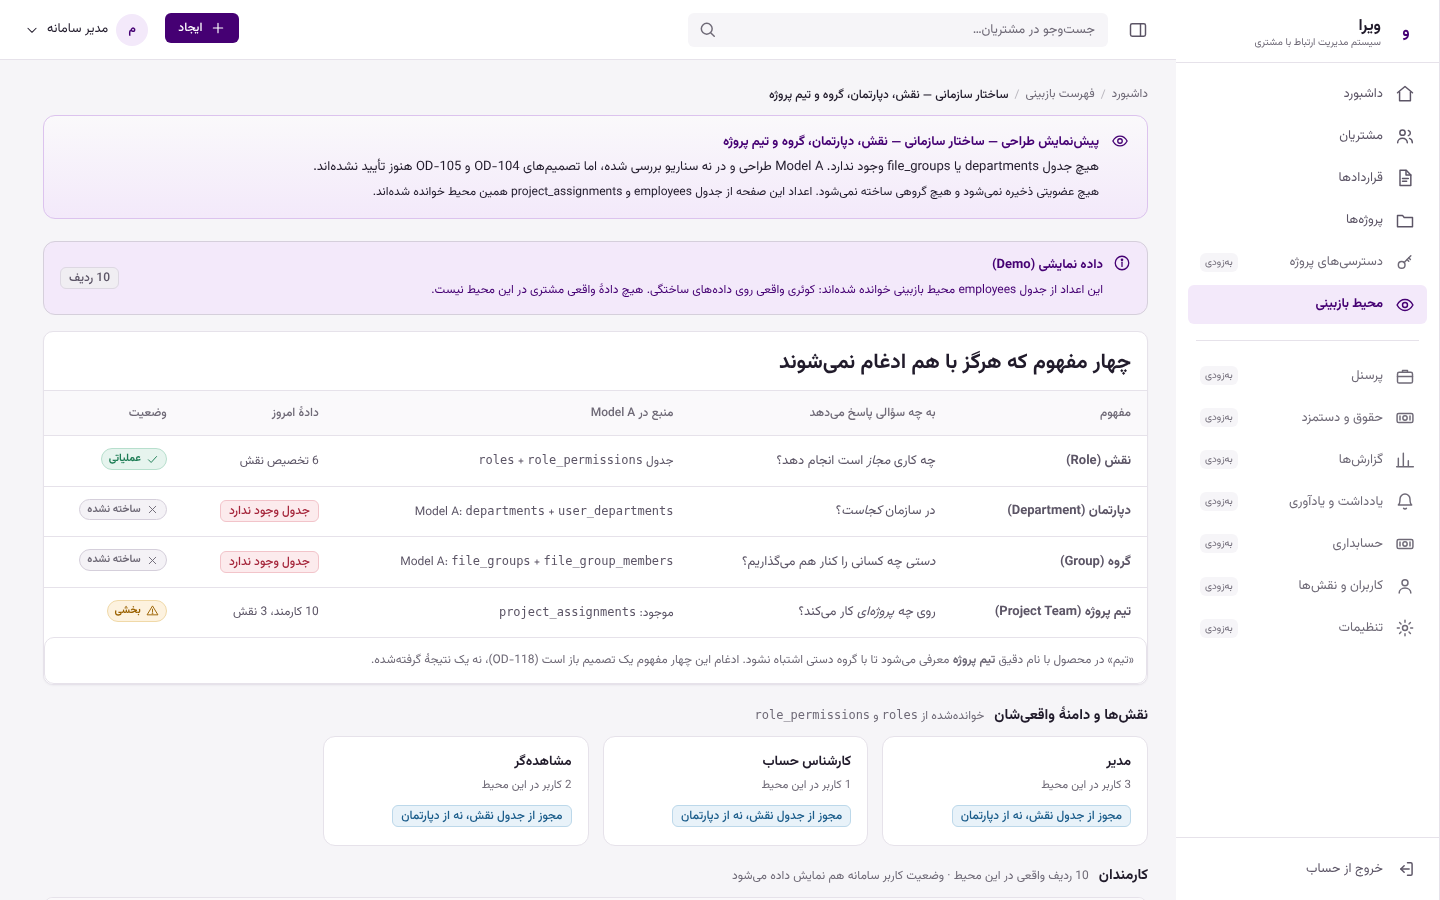 و
ویرا
سیستم مدیریت ارتباط با مشتری
داشبورد
مشتریان
قراردادها
پروژه‌ها
دسترسی‌های پروژه
به‌زودی
محیط بازبینی
پرسنل
به‌زودی
حقوق و دستمزد
به‌زودی
گزارش‌ها
به‌زودی
یادداشت و یادآوری
به‌زودی
حسابداری
به‌زودی
کاربران و نقش‌ها
به‌زودی
تنظیمات
به‌زودی
خروج از حساب
جست‌وجو در مشتریان…
ایجاد
م
مدیر سامانه
داشبورد / فهرست بازبینی / ساختار سازمانی — نقش، دپارتمان، گروه و تیم پروژه
پیش‌نمایش طراحی — ساختار سازمانی — نقش، دپارتمان، گروه و تیم پروژه
هیچ جدول departments یا file_groups وجود ندارد. Model A طراحی و در نه سناریو بررسی شده، اما تصمیم‌های OD-104 و OD-105 هنوز تأیید نشده‌اند.
هیچ عضویتی ذخیره نمی‌شود و هیچ گروهی ساخته نمی‌شود. اعداد این صفحه از جدول employees و project_assignments همین محیط خوانده شده‌اند.
داده نمایشی (Demo)
این اعداد از جدول employees محیط بازبینی خوانده شده‌اند: کوئری واقعی روی داده‌های ساختگی. هیچ دادهٔ واقعی مشتری در این محیط نیست.
10 ردیف
چهار مفهوم که هرگز با هم ادغام نمی‌شوند
مفهوم به چه سؤالی پاسخ می‌دهد منبع در Model A دادهٔ امروز وضعیت
نقش (Role) چه کاری مجاز است انجام دهد؟ جدول roles + role_permissions 6 تخصیص نقش عملیاتی
دپارتمان (Department) در سازمان کجاست؟ Model A: departments + user_departments جدول وجود ندارد ساخته نشده
گروه (Group) دستی چه کسانی را کنار هم می‌گذاریم؟ Model A: file_groups + file_group_members جدول وجود ندارد ساخته نشده
تیم پروژه (Project Team) روی چه پروژه‌ای کار می‌کند؟ موجود: project_assignments 10 کارمند، 3 نقش بخشی
«تیم» در محصول با نام دقیق تیم پروژه معرفی می‌شود تا با گروه دستی اشتباه نشود. ادغام این چهار مفهوم یک تصمیم باز است (OD-118)، نه یک نتیجهٔ گرفته‌شده.
نقش‌ها و دامنهٔ واقعی‌شان خوانده‌شده از roles و role_permissions
مدیر
3 کاربر در این محیط
مجوز از جدول نقش، نه از دپارتمان
کارشناس حساب
1 کاربر در این محیط
مجوز از جدول نقش، نه از دپارتمان
مشاهده‌گر
2 کاربر در این محیط
مجوز از جدول نقش، نه از دپارتمان
کارمندان 10 ردیف واقعی در این محیط · وضعیت کاربر سامانه هم نمایش داده می‌شود